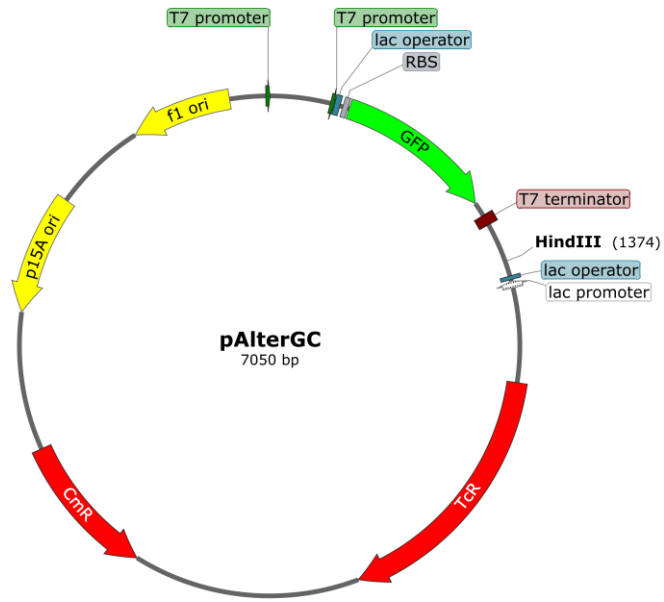 T7 promoter
T7 promoter
lac operator
RBS
f1 ori
GFP
T7 terminator
p15A ori
HindIII (1374)
lac operator
lac promoter
pAlterGC
7050 bp
CmR
TcR